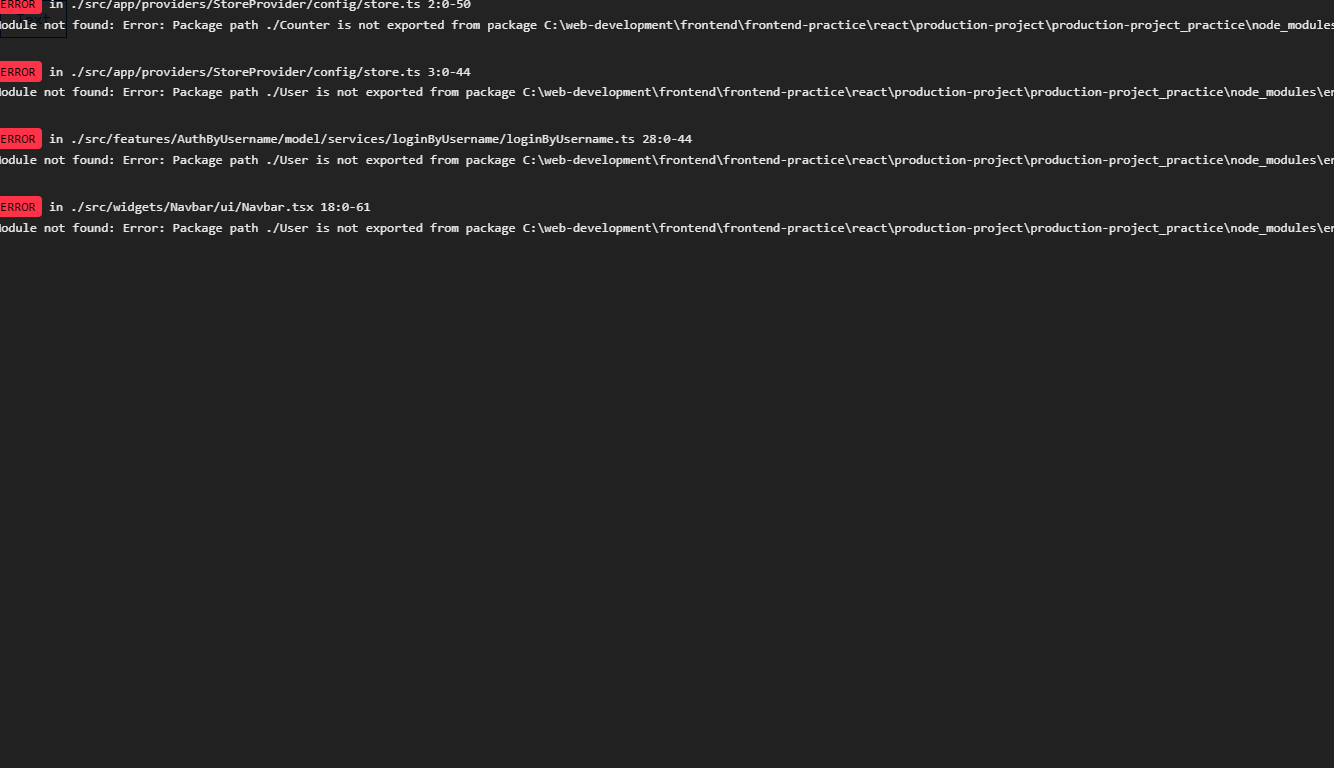 ERROR in ./src/app/providers/StoreProvider/config/store.ts 2:0-50
odule not found: Error: Package path ./Counter is not exported from package C:\web-development\frontend\frontend-practice\react\production-project\production-project_practice\node_modules
ERROR in ./src/app/providers/StoreProvider/config/store.ts 3:0-44
odule not found: Error: Package path ./User is not exported from package C:\web-development\frontend\frontend-practice\react\production-project\production-project_practice\node_modules\en
ERROR in ./src/features/AuthByUsername/model/services/loginByUsername/loginByUsername.ts 28:0-44
odule not found: Error: Package path ./User is not exported from package C:\web-development\frontend\frontend-practice\react\production-project\production-project_practice\node_modules\en
ERROR in ./src/widgets/Navbar/ui/Navbar.tsx 18:0-61
odule not found: Error: Package path ./User is not exported from package C:\web-development\frontend\frontend-practice\react\production-project\production-project_practice\node_modules\en